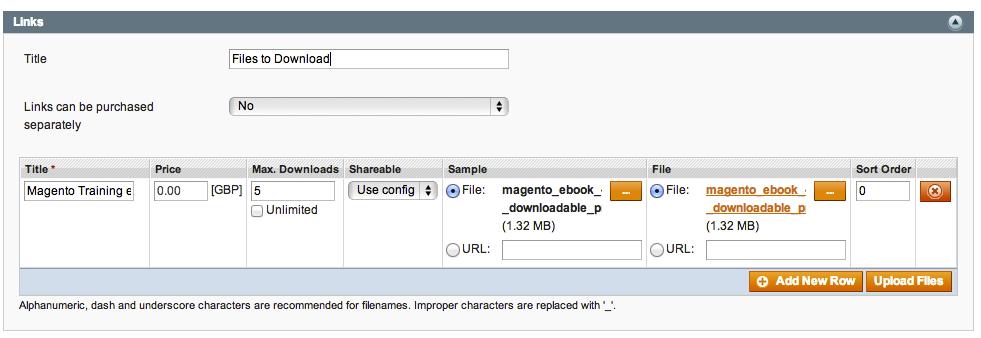 Links
Title
Files to Download
Links can be purchased
separately
No
Title * Price Max. Downloads Shareable Sample File Sort Order
Magento Training e 0.00 [GBP] 5 Use config File: magento_ebook_ ... File: magento_ebook_ ... 0
Unlimited _downloadable_p _downloadable_p
(1.32 MB) (1.32 MB)
URL: URL:
Add New Row Upload Files
Alphanumeric, dash and underscore characters are recommended for filenames. Improper characters are replaced with '_'.